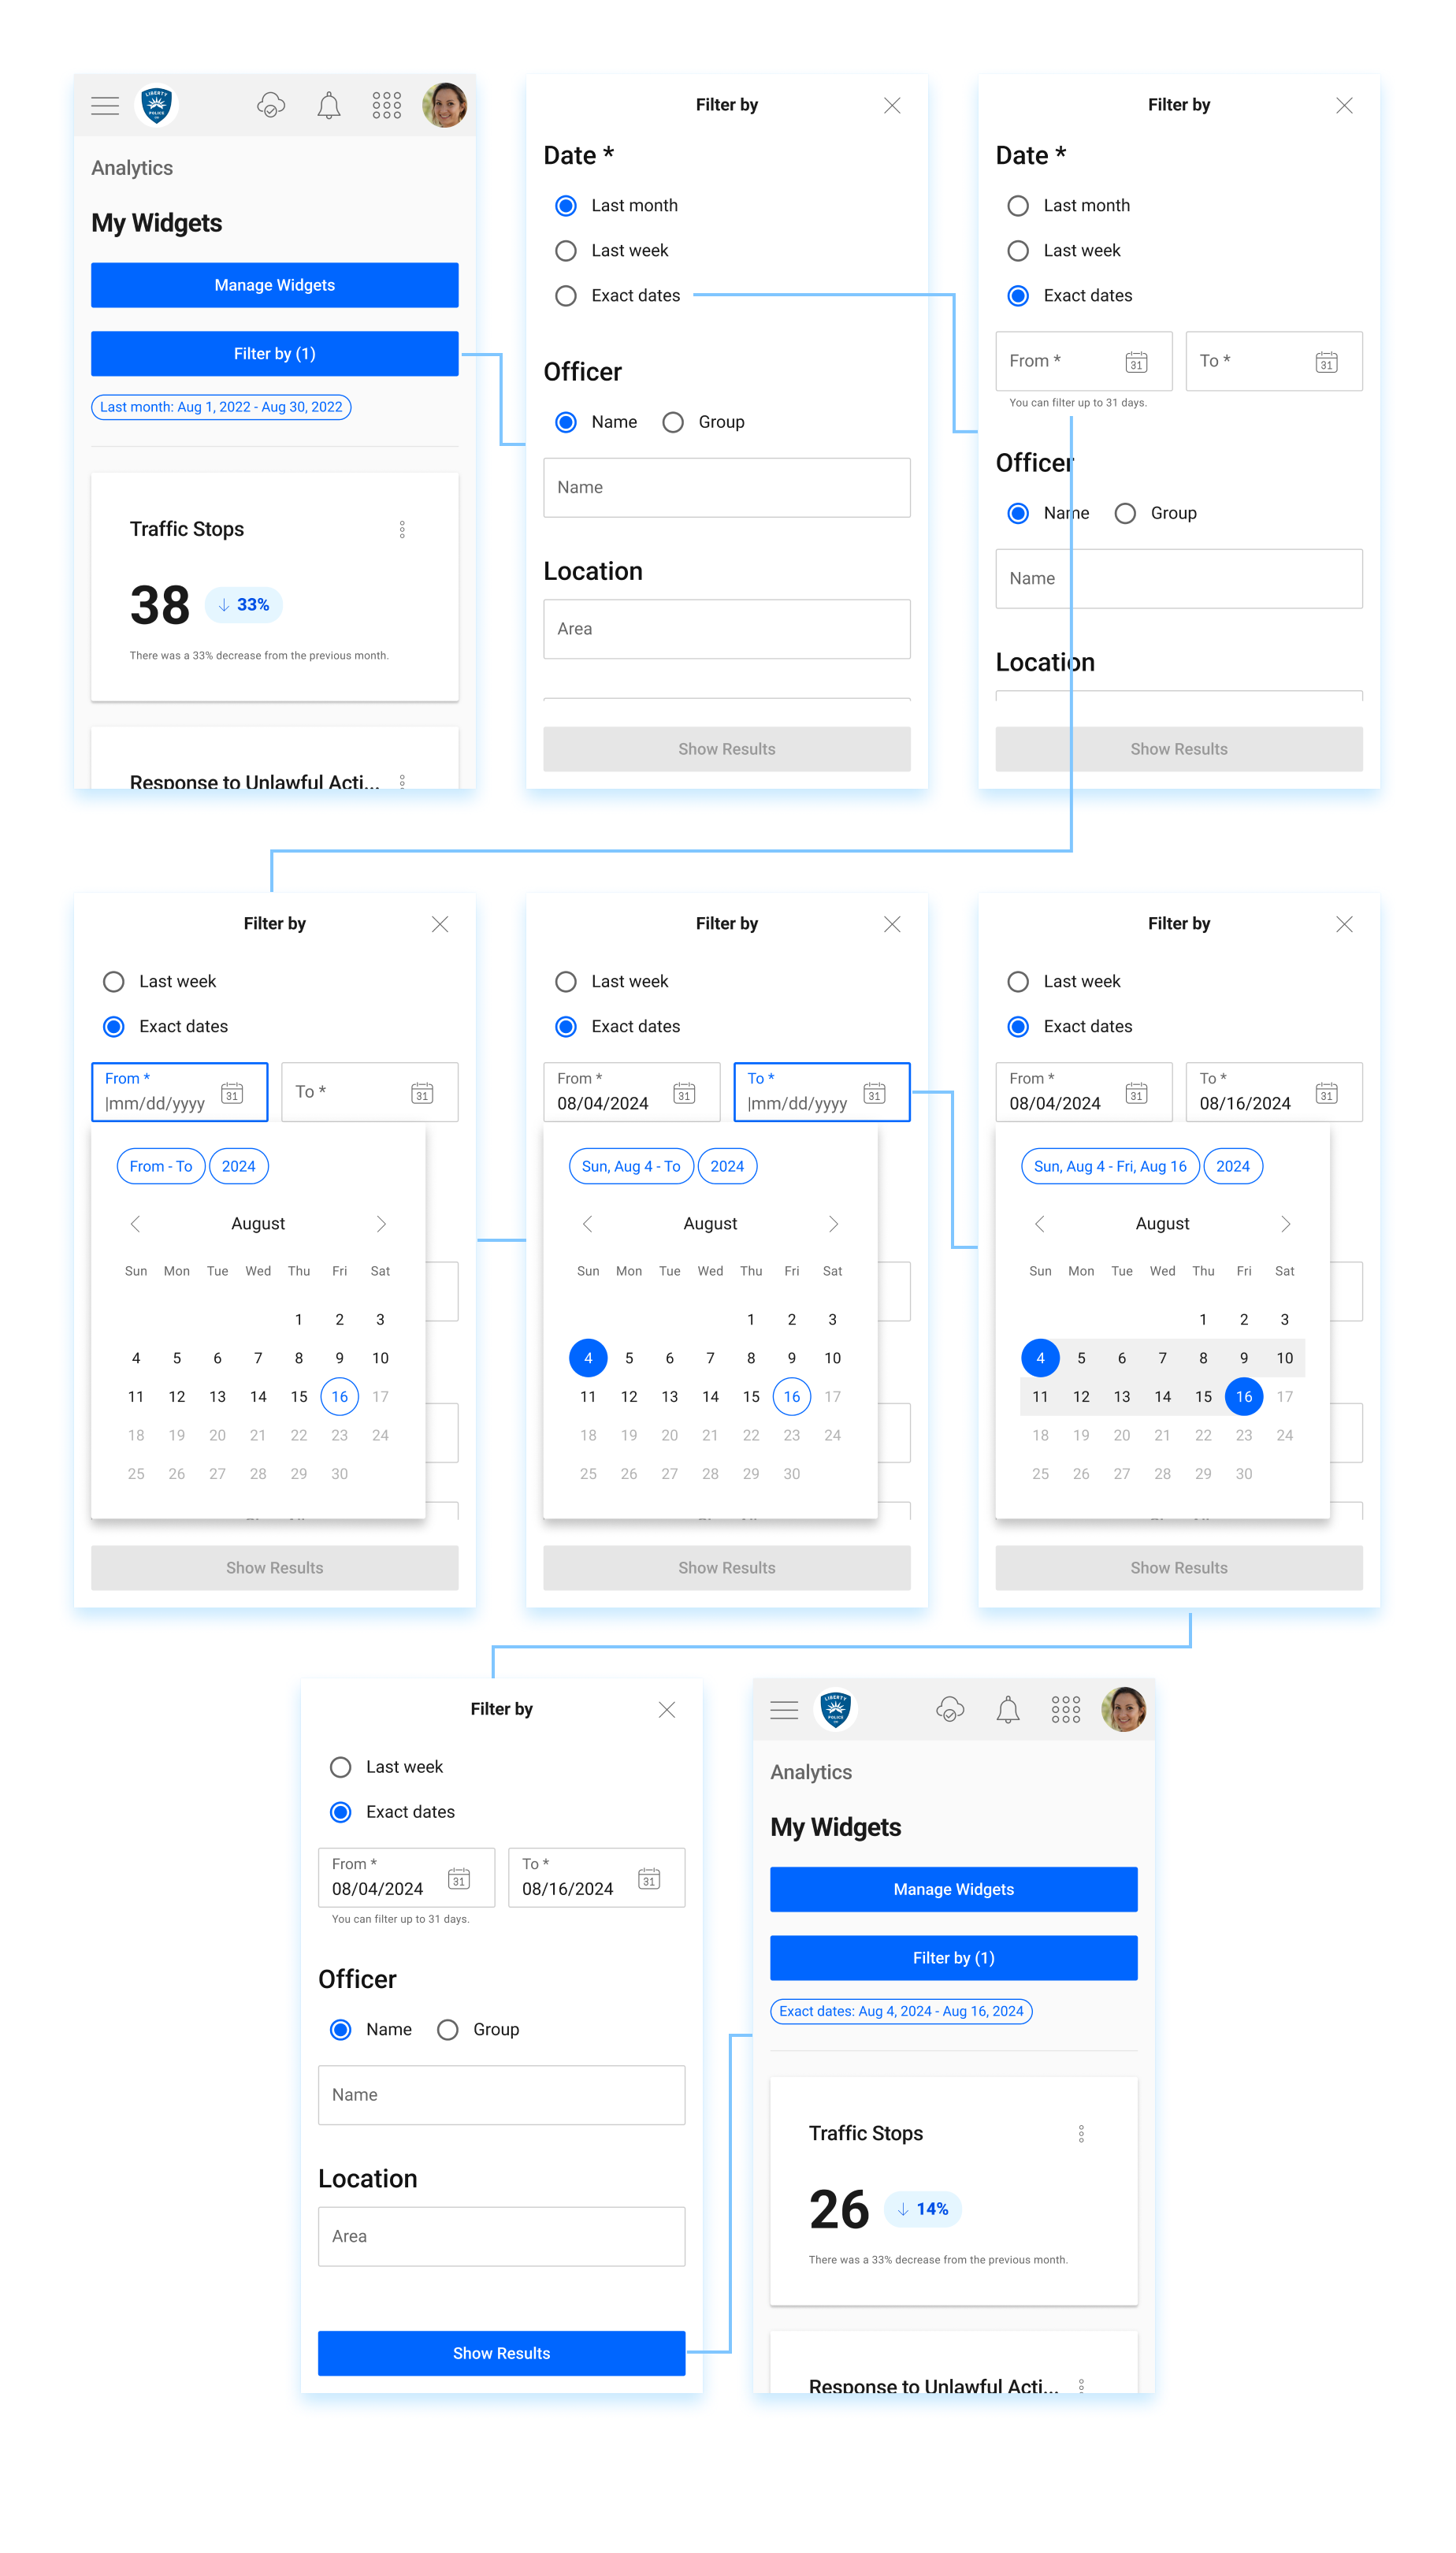 LIBERTY
POLICE
Analytics
My Widgets
Manage Widgets
Filter by (1)
Last month: Aug 1, 2022 - Aug 30, 2022
Traffic Stops
38
33%
There was a 33% decrease from the previous month.
Response to Unlawful Acti...
Filter by
Date *
Last month
Last week
Exact dates
Officer
Name Group
Name
Location
Area
Show Results
Filter by
Date *
Last month
Last week
Exact dates
From * 31 To * 31
You can filter up to 31 days.
Officer
Name Group
Name
Location
Show Results
Filter by
Last week
Exact dates
From * To *
mm/dd/yyyy 31 31
From - To 2024
August
Sun Mon Tue Wed Thu Fri Sat
1 2 3
4 5 6 7 8 9 10
11 12 13 14 15 16 17
18 19 20 21 22 23 24
25 26 27 28 29 30
Show Results
Filter by
Last week
Exact dates
From * To *
08/04/2024 31 mm/dd/yyyy 31
Sun, Aug 4 - To 2024
August
Sun Mon Tue Wed Thu Fri Sat
1 2 3
4 5 6 7 8 9 10
11 12 13 14 15 16 17
18 19 20 21 22 23 24
25 26 27 28 29 30
Show Results
Filter by
Last week
Exact dates
From * To *
08/04/2024 31 08/16/2024 31
Sun, Aug 4 - Fri, Aug 16 2024
August
Sun Mon Tue Wed Thu Fri Sat
1 2 3
4 5 6 7 8 9 10
11 12 13 14 15 16 17
18 19 20 21 22 23 24
25 26 27 28 29 30
Show Results
Filter by
Last week
Exact dates
From * To *
08/04/2024 31 08/16/2024 31
You can filter up to 31 days.
Officer
Name Group
Name
Location
Area
Show Results
LIBERTY
POLICE
Analytics
My Widgets
Manage Widgets
Filter by (1)
Exact dates: Aug 4, 2024 - Aug 16, 2024
Traffic Stops
26
14%
There was a 33% decrease from the previous month.
Response to Unlawful Acti...